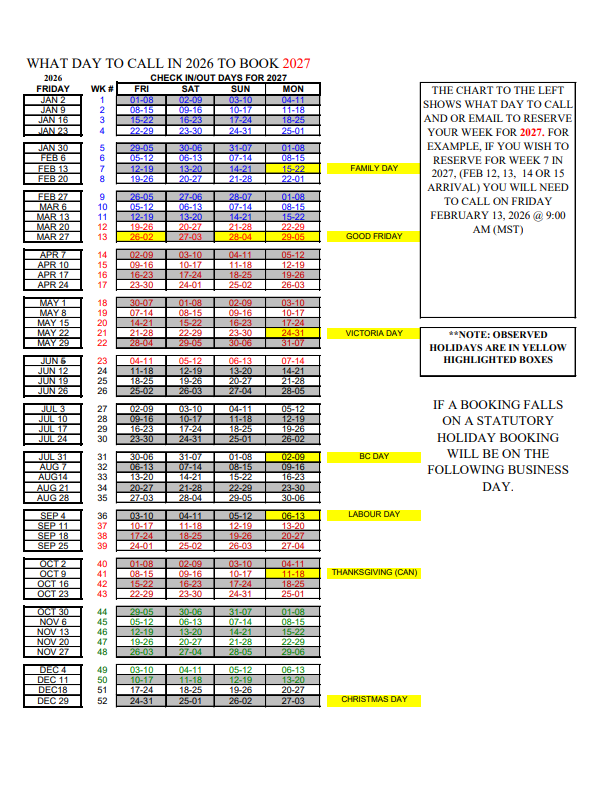 WHAT DAY TO CALL IN 2026 TO BOOK 2027
2026 CHECK IN/OUT DAYS FOR 2027
FRIDAY WK # FRI SAT SUN MON
JAN 2 1 01-08 02-09 03-10 04-11
JAN 9 2 08-15 09-16 10-17 11-18
JAN 16 3 15-22 16-23 17-24 18-25
JAN 23 4 22-29 23-30 24-31 25-01
JAN 30 5 29-05 30-06 31-07 01-08
FEB 6 6 05-12 06-13 07-14 08-15
FEB 13 7 12-19 13-20 14-21 15-22 FAMILY DAY
FEB 20 8 19-26 20-27 21-28 22-01
FEB 27 9 26-05 27-06 28-07 01-08
MAR 6 10 05-12 06-13 07-14 08-15
MAR 13 11 12-19 13-20 14-21 15-22
MAR 20 12 19-26 20-27 21-28 22-29
MAR 27 13 26-02 27-03 28-04 29-05 GOOD FRIDAY
APR 7 14 02-09 03-10 04-11 05-12
APR 10 15 09-16 10-17 11-18 12-19
APR 17 16 16-23 17-24 18-25 19-26
APR 24 17 23-30 24-01 25-02 26-03
MAY 1 18 30-07 01-08 02-09 03-10
MAY 8 19 07-14 08-15 09-16 10-17
MAY 15 20 14-21 15-22 16-23 17-24
MAY 22 21 21-28 22-29 23-30 24-31 VICTORIA DAY
MAY 29 22 28-04 29-05 30-06 31-07
JUN 5 23 04-11 05-12 06-13 07-14
JUN 12 24 11-18 12-19 13-20 14-21
JUN 19 25 18-25 19-26 20-27 21-28
JUN 26 26 25-02 26-03 27-04 28-05
JUL 3 27 02-09 03-10 04-11 05-12
JUL 10 28 09-16 10-17 11-18 12-19
JUL 17 29 16-23 17-24 18-25 19-26
JUL 24 30 23-30 24-31 25-01 26-02
JUL 31 31 30-06 31-07 01-08 02-09 BC DAY
AUG 7 32 06-13 07-14 08-15 09-16
AUG14 33 13-20 14-21 15-22 16-23
AUG 21 34 20-27 21-28 22-29 23-30
AUG 28 35 27-03 28-04 29-05 30-06
SEP 4 36 03-10 04-11 05-12 06-13 LABOUR DAY
SEP 11 37 10-17 11-18 12-19 13-20
SEP 18 38 17-24 18-25 19-26 20-27
SEP 25 39 24-01 25-02 26-03 27-04
OCT 2 40 01-08 02-09 03-10 04-11
OCT 9 41 08-15 09-16 10-17 11-18 THANKSGIVING (CAN)
OCT 16 42 15-22 16-23 17-24 18-25
OCT 23 43 22-29 23-30 24-31 25-01
OCT 30 44 29-05 30-06 31-07 01-08
NOV 6 45 05-12 06-13 07-14 08-15
NOV 13 46 12-19 13-20 14-21 15-22
NOV 20 47 19-26 20-27 21-28 22-29
NOV 27 48 26-03 27-04 28-05 29-06
DEC 4 49 03-10 04-11 05-12 06-13
DEC 11 50 10-17 11-18 12-19 13-20
DEC18 51 17-24 18-25 19-26 20-27
DEC 29 52 24-31 25-01 26-02 27-03 CHRISTMAS DAY
THE CHART TO THE LEFT
SHOWS WHAT DAY TO CALL
AND OR EMAIL TO RESERVE
YOUR WEEK FOR 2027. FOR
EXAMPLE, IF YOU WISH TO
RESERVE FOR WEEK 7 IN
2027, (FEB 12, 13, 14 OR 15
ARRIVAL) YOU WILL NEED
TO CALL ON FRIDAY
FEBRUARY 13, 2026 @ 9:00
AM (MST)
**NOTE: OBSERVED
HOLIDAYS ARE IN YELLOW
HIGHLIGHTED BOXES
IF A BOOKING FALLS
ON A STATUTORY
HOLIDAY BOOKING
WILL BE ON THE
FOLLOWING BUSINESS
DAY.